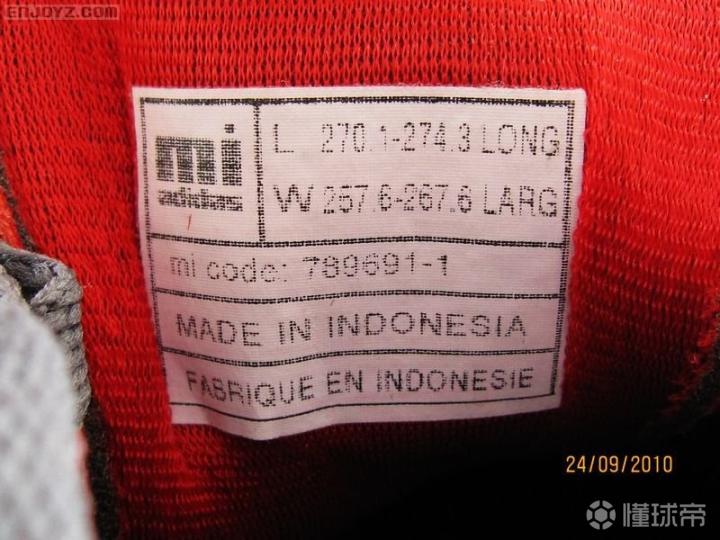 ENJOYZ.com
mi
adidas
L 270.1-274.3 LONG
W 257.6-267.6 LARG
mi code: 789691-1
MADE IN INDONESIA
FABRIQUE EN INDONESIE
24/09/2010
懂球帝